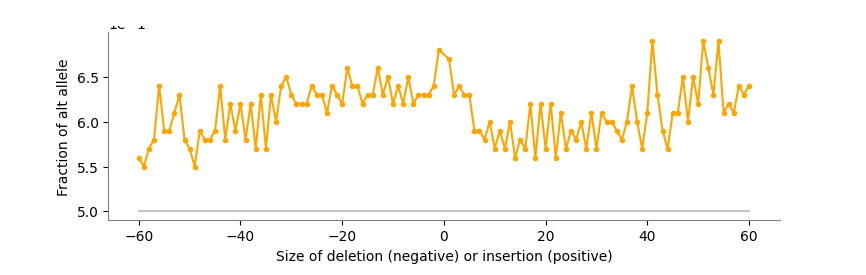 6.5
6.0
5.5
5.0
Fraction of alt allele
−60 −40 −20 0 20 40 60
Size of deletion (negative) or insertion (positive)